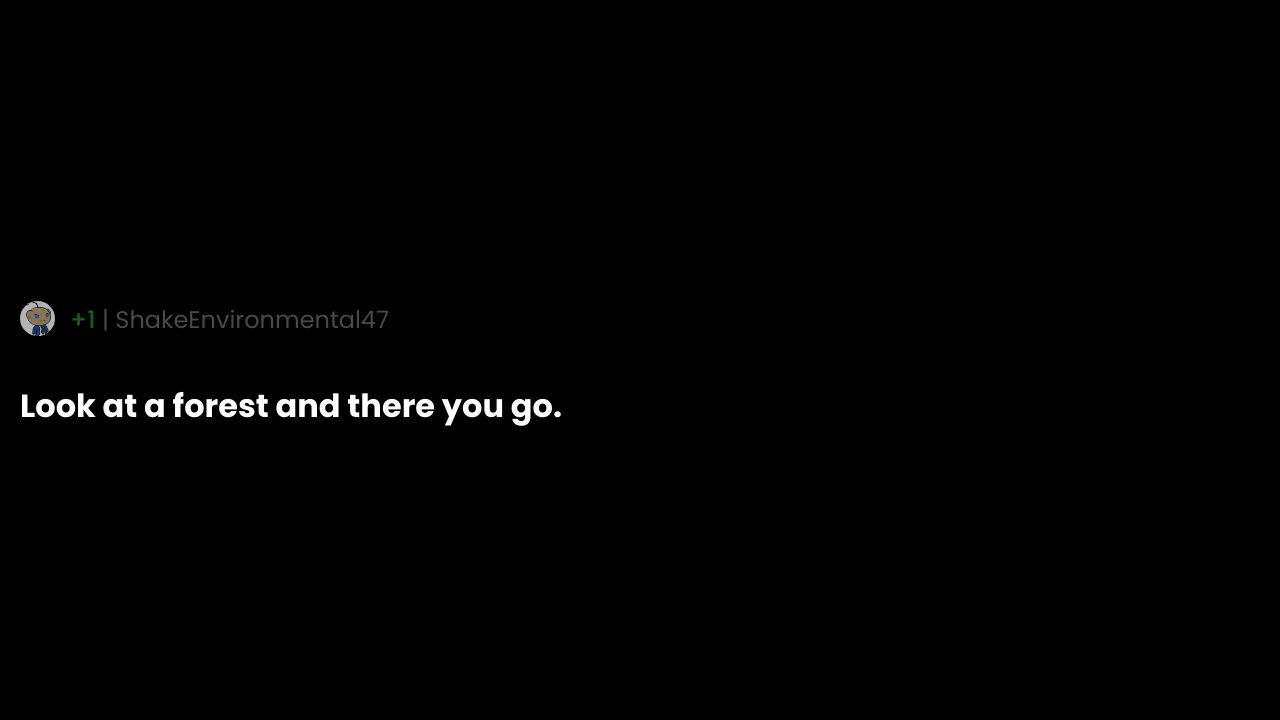 +1 | ShakeEnvironmental47
Look at a forest and there you go.